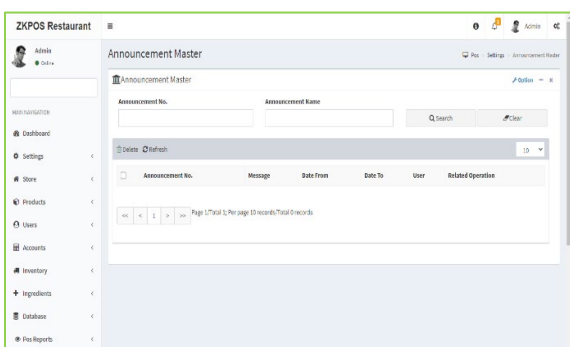 ZKPOS Restaurant
Admin
Admin
Online
Announcement Master
Pos > Settings > Announcement Master
Announcement Master
Option
Announcement No.
Announcement Name
Search
Clear
MAIN NAVIGATION
Dashboard
Settings
Store
Products
Users
Accounts
Inventory
Ingredients
Database
Pos Reports
Delete Refresh
10
Announcement No. Message Date From Date To User Related Operation
<< < 1 > >> Page 1/Total 1; Per page 10 records/Total 0 records